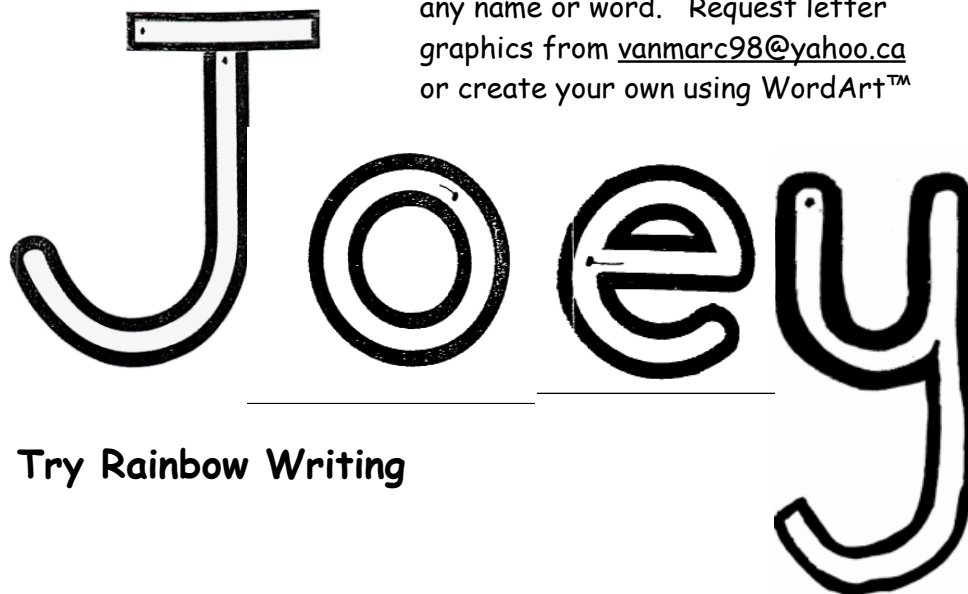 any name or word. Request letter
graphics from vanmarc98@yahoo.ca
or create your own using WordArt™
Joey
Try Rainbow Writing